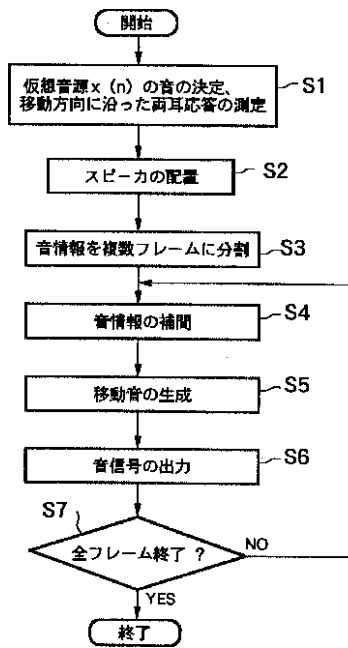 開始
仮想音源x(n)の音の決定、
移動方向に沿った両耳応答の測定
S1
スピーカの配置
S2
音情報を複数フレームに分割
S3
音情報の補間
S4
移動音の生成
S5
音信号の出力
S6
S7
全フレーム終了 ?
NO
YES
終了